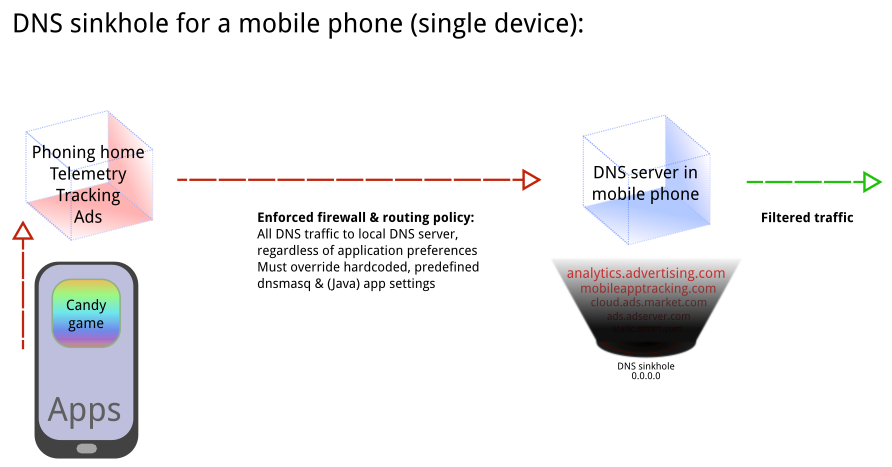 DNS sinkhole for a mobile phone (single device):
Phoning home
Telemetry
Tracking
Ads
DNS server in
mobile phone
Enforced firewall & routing policy:
All DNS traffic to local DNS server,
regardless of application preferences
Must override hardcoded, predefined
dnsmasq & (Java) app settings
Filtered traffic
analytics.advertising.com
mobileapptracking.com
cloud.ads.market.com
ads.adserver.com
DNS sinkhole
0.0.0.0
Candy
game
Apps